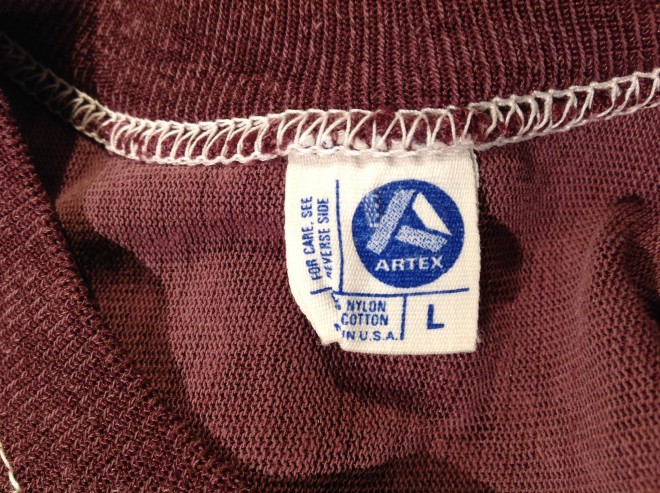 FOR CARE, SEE
REVERSE SIDE
ARTEX
NYLON
COTTON
IN U.S.A.
L